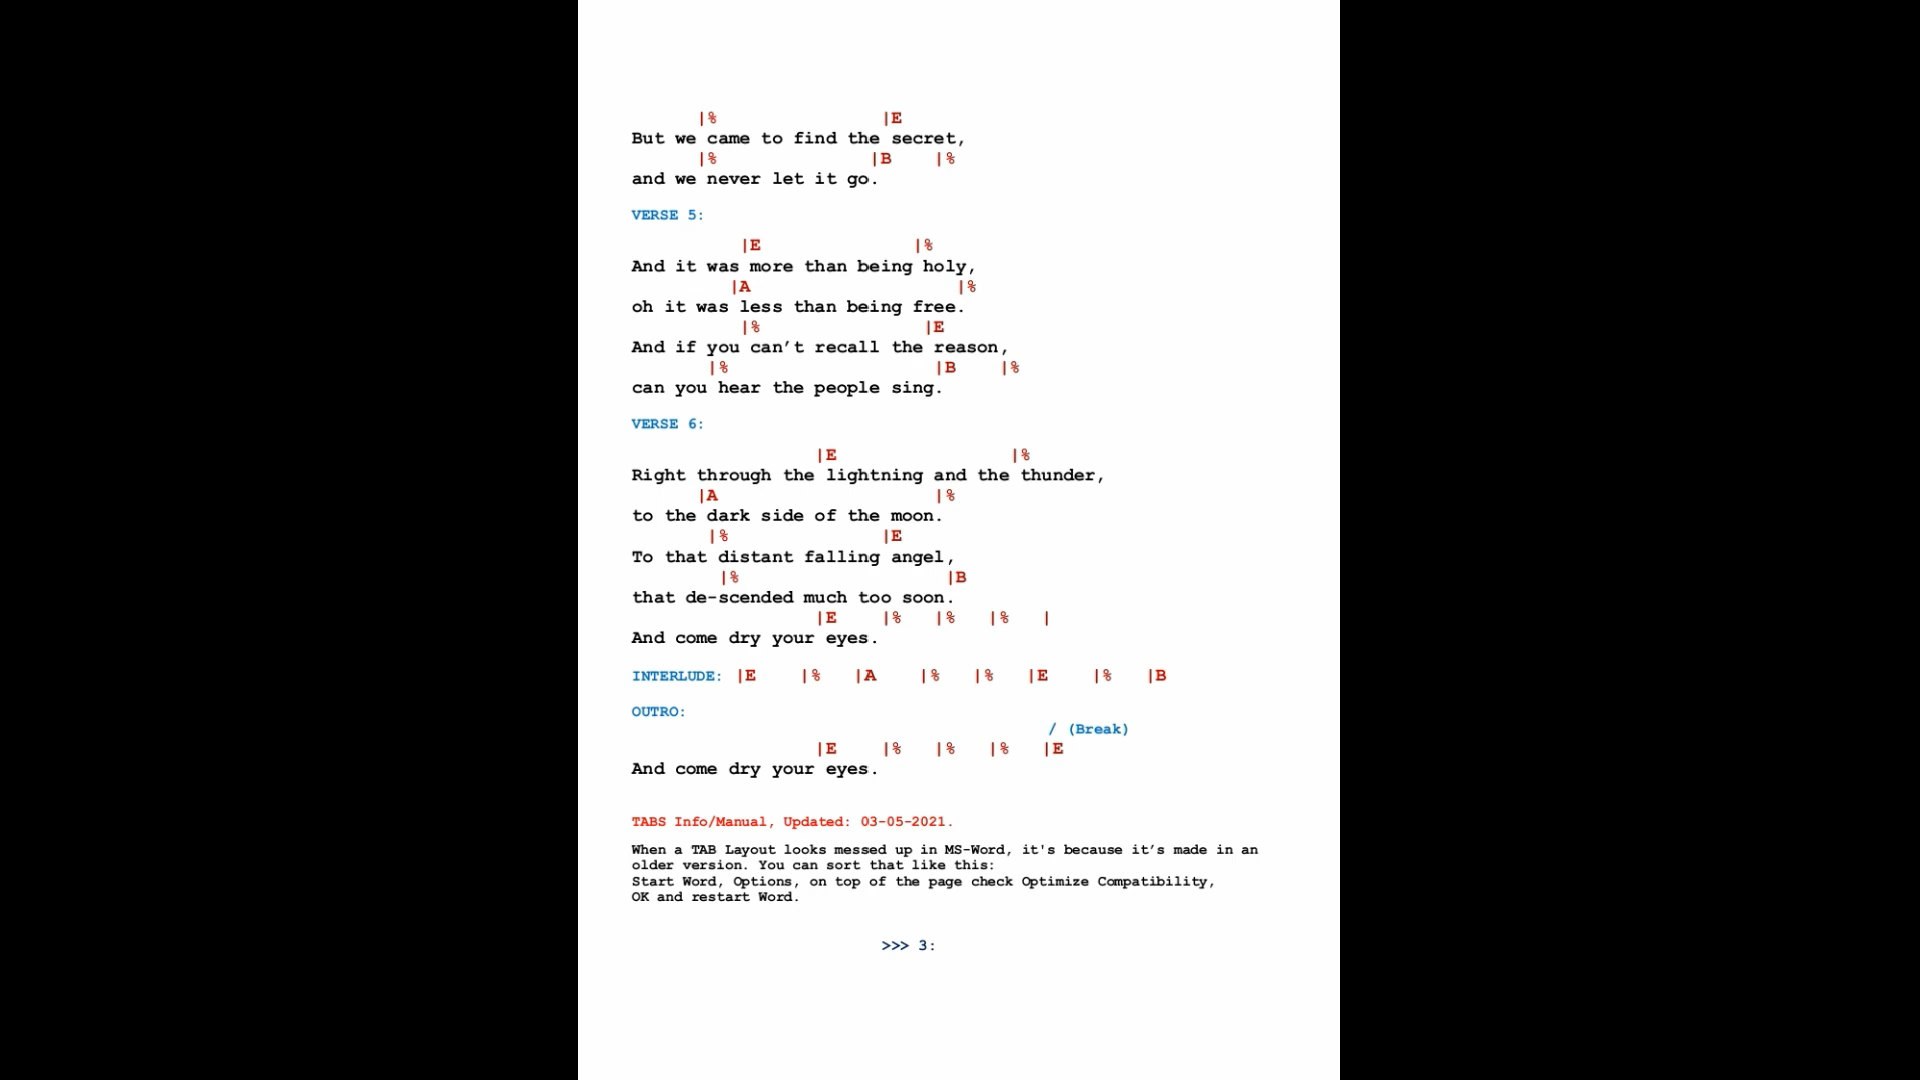 |% |E
But we came to find the secret,
|% |B |%
and we never let it go.
VERSE 5:
|E |%
And it was more than being holy,
|A |%
oh it was less than being free.
|% |E
And if you can’t recall the reason,
|% |B |%
can you hear the people sing.
VERSE 6:
|E |%
Right through the lightning and the thunder,
|A |%
to the dark side of the moon.
|% |E
To that distant falling angel,
|% |B
that de-scended much too soon.
|E |% |% |% |
And come dry your eyes.
INTERLUDE: |E |% |A |% |% |E |% |B
OUTRO:
/ (Break)
|E |% |% |% |E
And come dry your eyes.
TABS Info/Manual, Updated: 03-05-2021.
When a TAB Layout looks messed up in MS-Word, it's because it’s made in an
older version. You can sort that like this:
Start Word, Options, on top of the page check Optimize Compatibility,
OK and restart Word.
>>> 3: